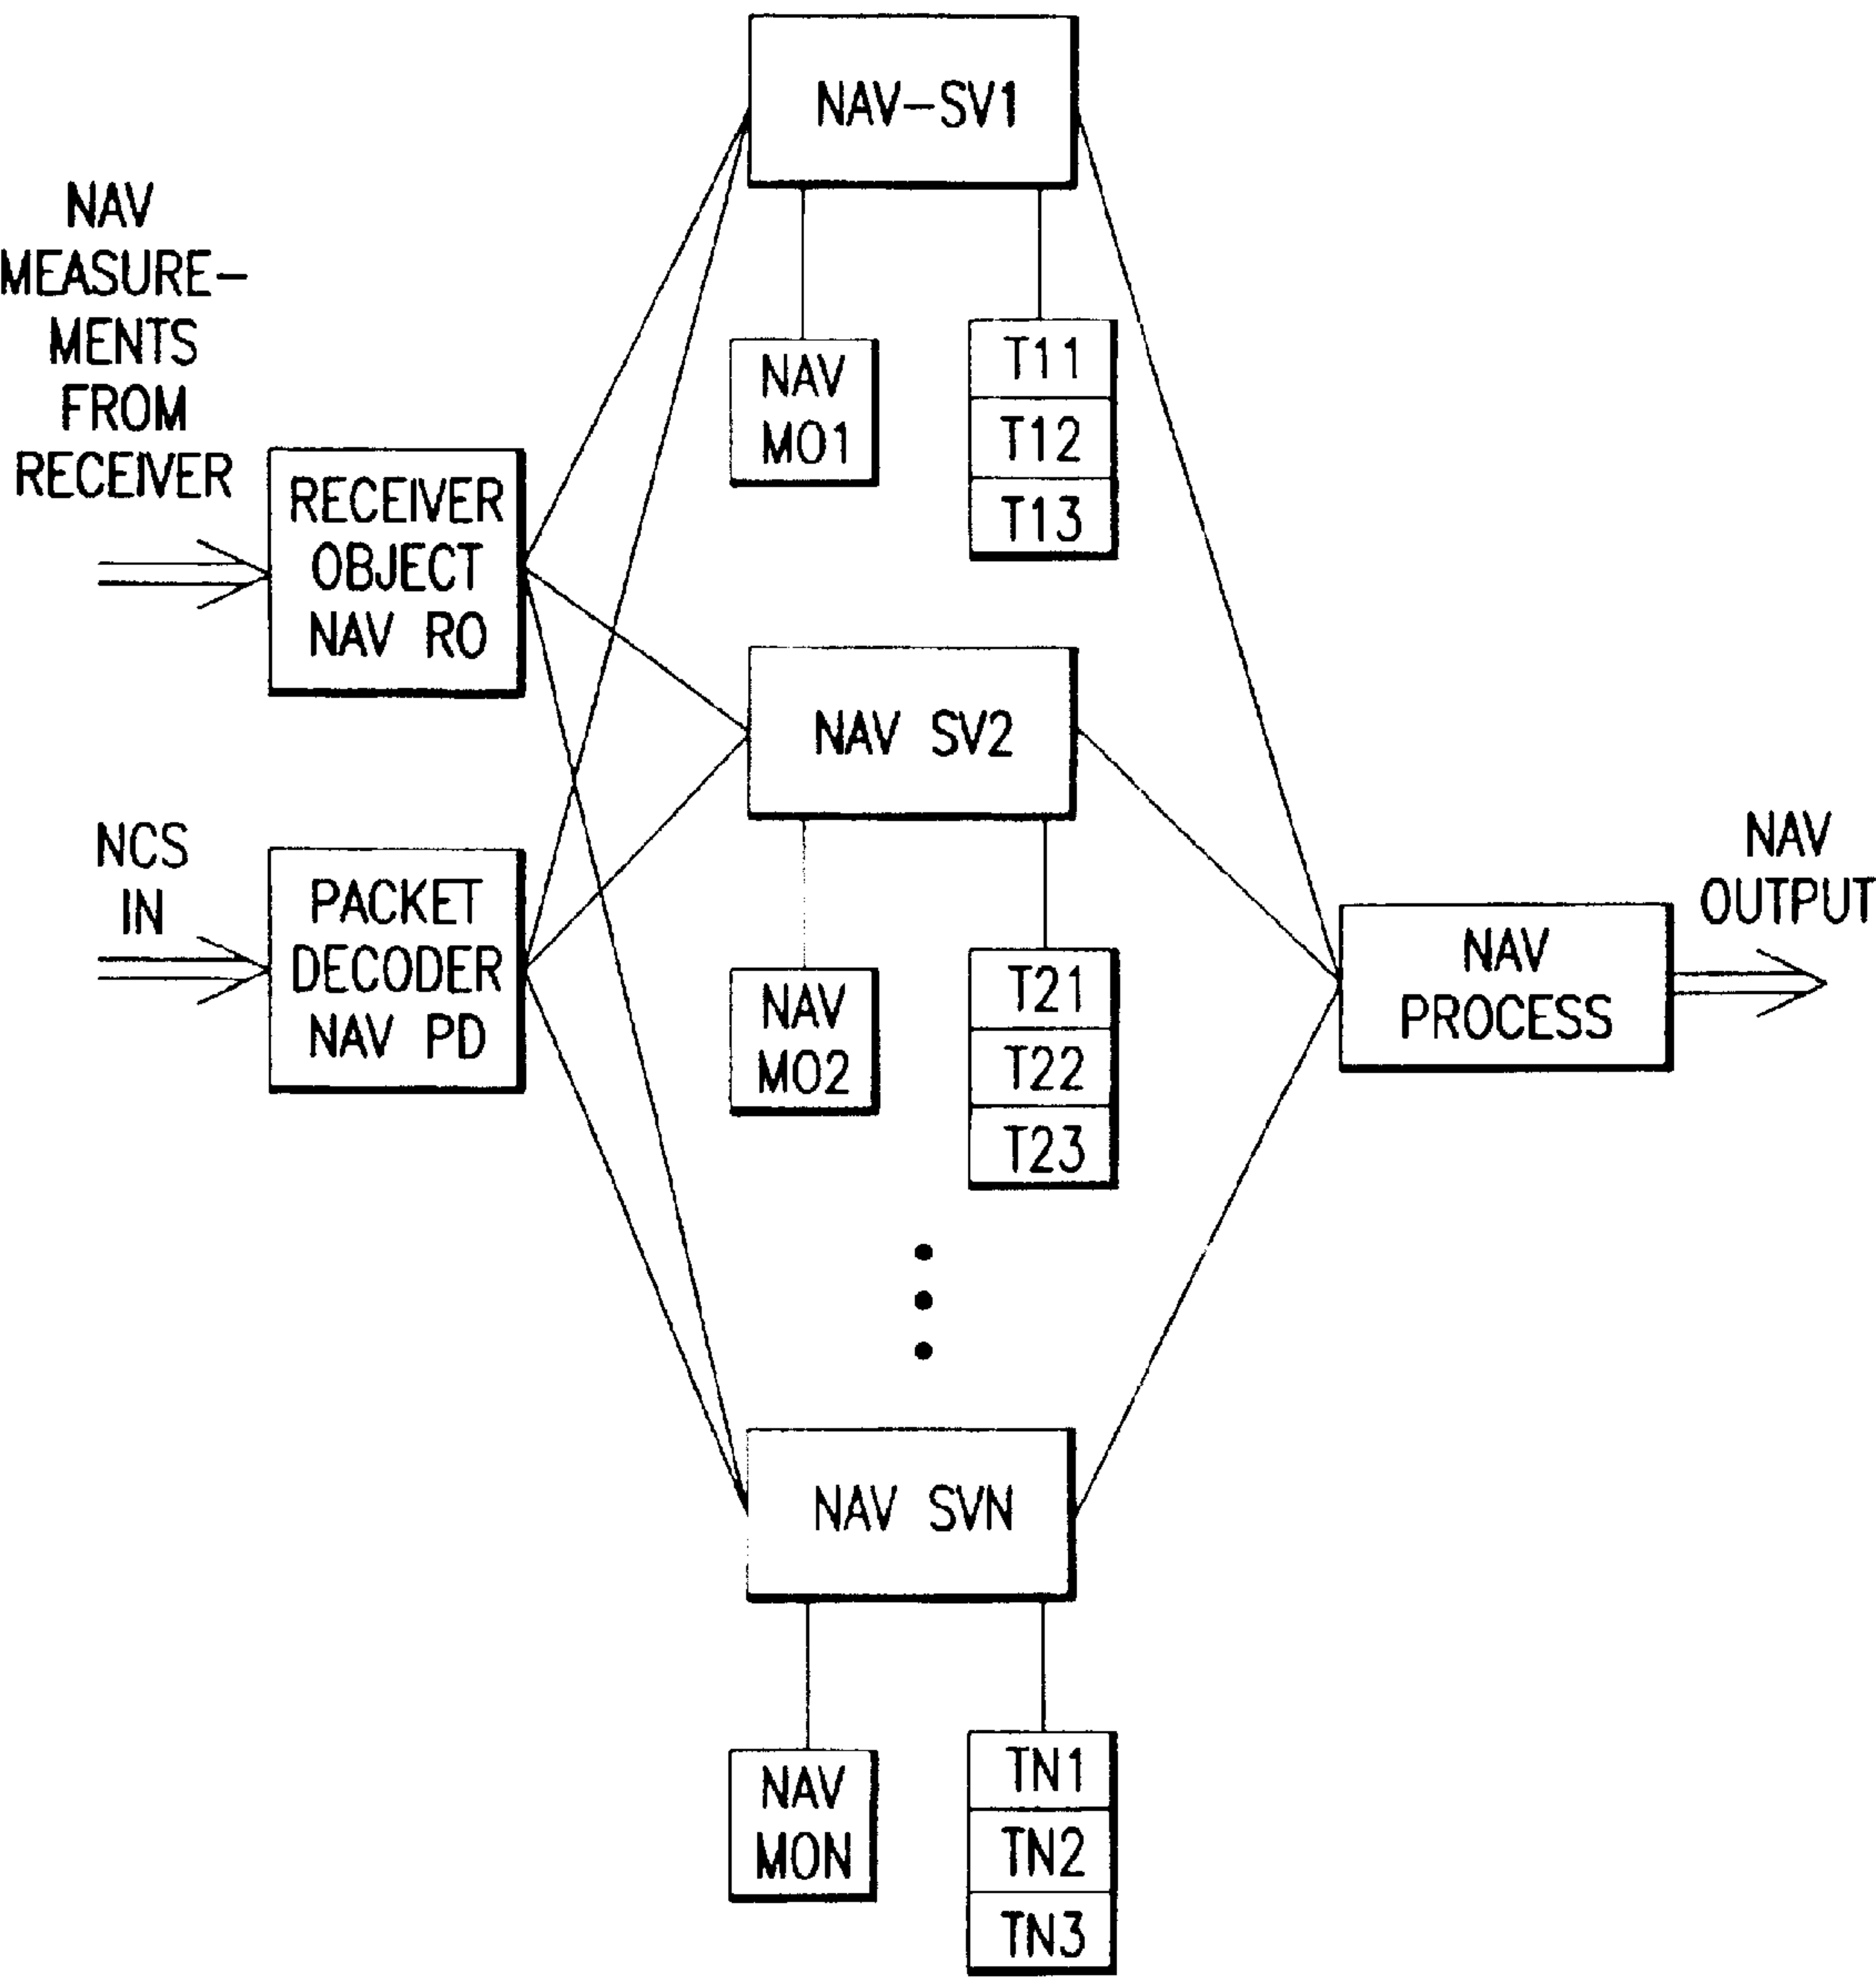 NAV
MEASURE-
MENTS
FROM
RECEIVER
RECEIVER
OBJECT
NAV RO
NCS
IN
PACKET
DECODER
NAV PD
NAV-SV1
NAV
MO1
T11
T12
T13
NAV SV2
NAV
MO2
T21
T22
T23
NAV SVN
NAV
MON
TN1
TN2
TN3
NAV
PROCESS
NAV
OUTPUT